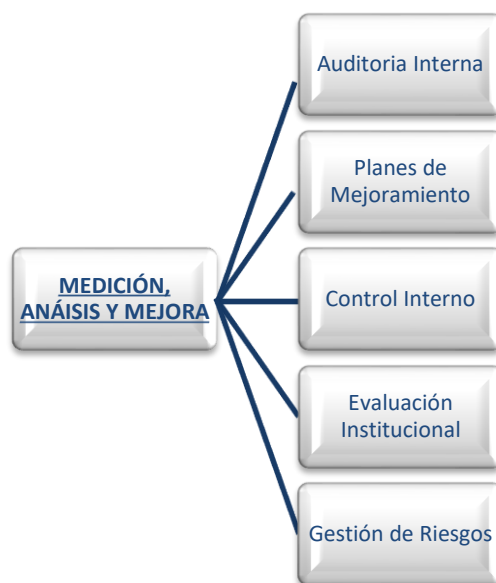 Auditoria Interna
Planes de
Mejoramiento
MEDICIÓN,
ANÁISIS Y MEJORA
Control Interno
Evaluación
Institucional
Gestión de Riesgos